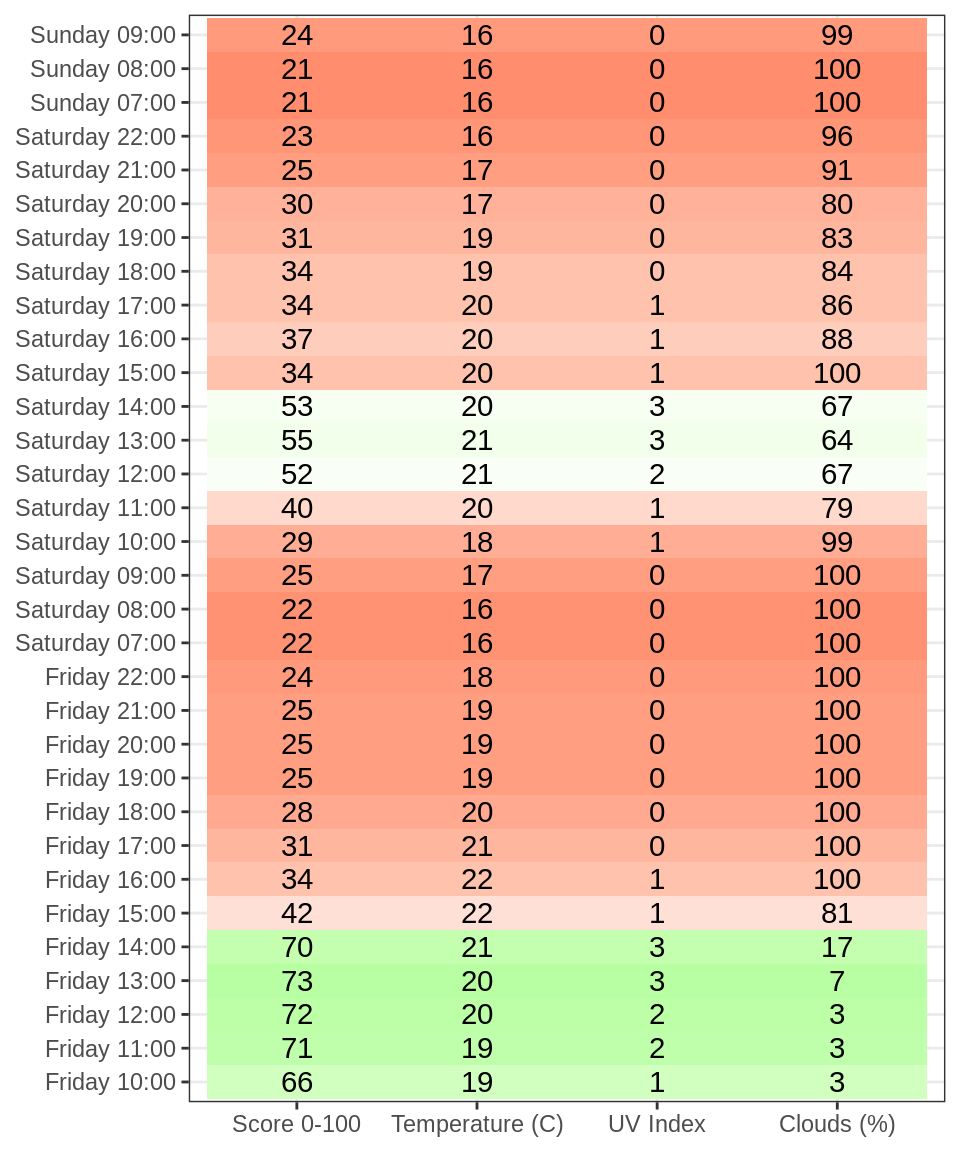 Sunday 09:00 24 16 0 99
Sunday 08:00 21 16 0 100
Sunday 07:00 21 16 0 100
Saturday 22:00 23 16 0 96
Saturday 21:00 25 17 0 91
Saturday 20:00 30 17 0 80
Saturday 19:00 31 19 0 83
Saturday 18:00 34 19 0 84
Saturday 17:00 34 20 1 86
Saturday 16:00 37 20 1 88
Saturday 15:00 34 20 1 100
Saturday 14:00 53 20 3 67
Saturday 13:00 55 21 3 64
Saturday 12:00 52 21 2 67
Saturday 11:00 40 20 1 79
Saturday 10:00 29 18 1 99
Saturday 09:00 25 17 0 100
Saturday 08:00 22 16 0 100
Saturday 07:00 22 16 0 100
Friday 22:00 24 18 0 100
Friday 21:00 25 19 0 100
Friday 20:00 25 19 0 100
Friday 19:00 25 19 0 100
Friday 18:00 28 20 0 100
Friday 17:00 31 21 0 100
Friday 16:00 34 22 1 100
Friday 15:00 42 22 1 81
Friday 14:00 70 21 3 17
Friday 13:00 73 20 3 7
Friday 12:00 72 20 2 3
Friday 11:00 71 19 2 3
Friday 10:00 66 19 1 3
Score 0-100 Temperature (C) UV Index Clouds (%)